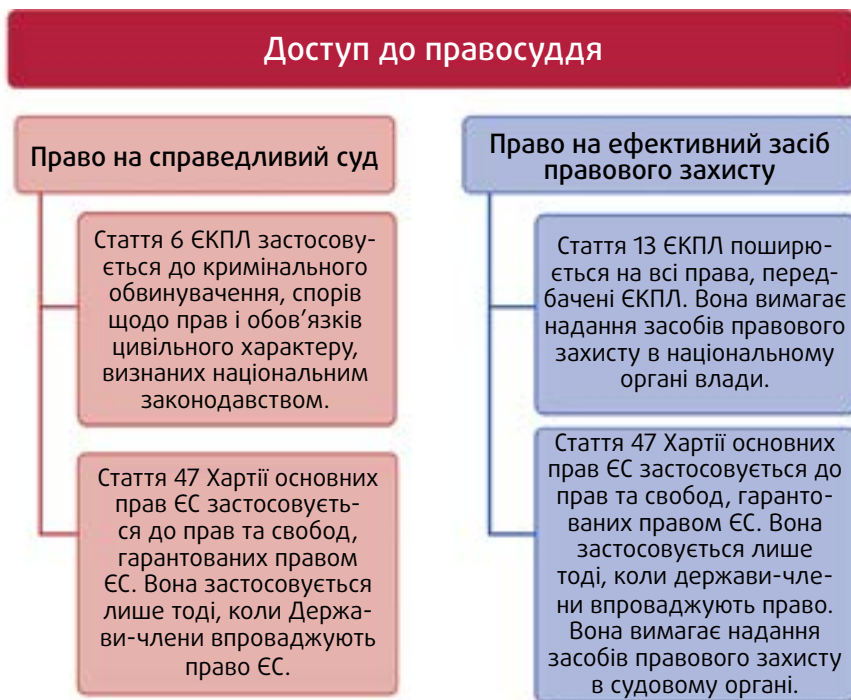 Доступ до правосуддя
Право на справедливий суд
Стаття 6 ЄКПЛ застосову-
ється до кримінального
обвинувачення, спорів
щодо прав і обов’язків
цивільного характеру,
визнаних національним
законодавством.
Стаття 47 Хартії основних
прав ЄС застосовуєть-
ся до прав та свобод,
гарантованих правом
ЄС. Вона застосовується
лише тоді, коли Держа-
ви-члени впроваджують
право ЄС.
Право на ефективний засіб
правового захисту
Стаття 13 ЄКПЛ поширю-
ється на всі права, перед-
бачені ЄКПЛ. Вона вимагає
надання засобів правового
захисту в національному
органі влади.
Стаття 47 Хартії основних
прав ЄС застосовується до
прав та свобод, гаранто-
ваних правом ЄС. Вона
застосовується лише
тоді, коли держави-чле-
ни впроваджують право.
Вона вимагає надання
засобів правового захисту
в судовому органі.